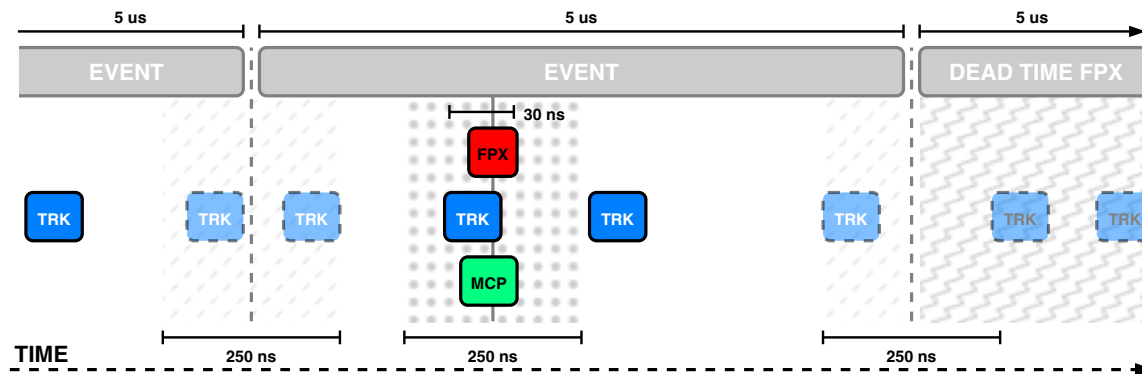 5 us 5 us 5 us
EVENT EVENT DEAD TIME FPX
30 ns
FPX
TRK TRK TRK TRK TRK TRK TRK TRK
MCP
250 ns 250 ns 250 ns
TIME